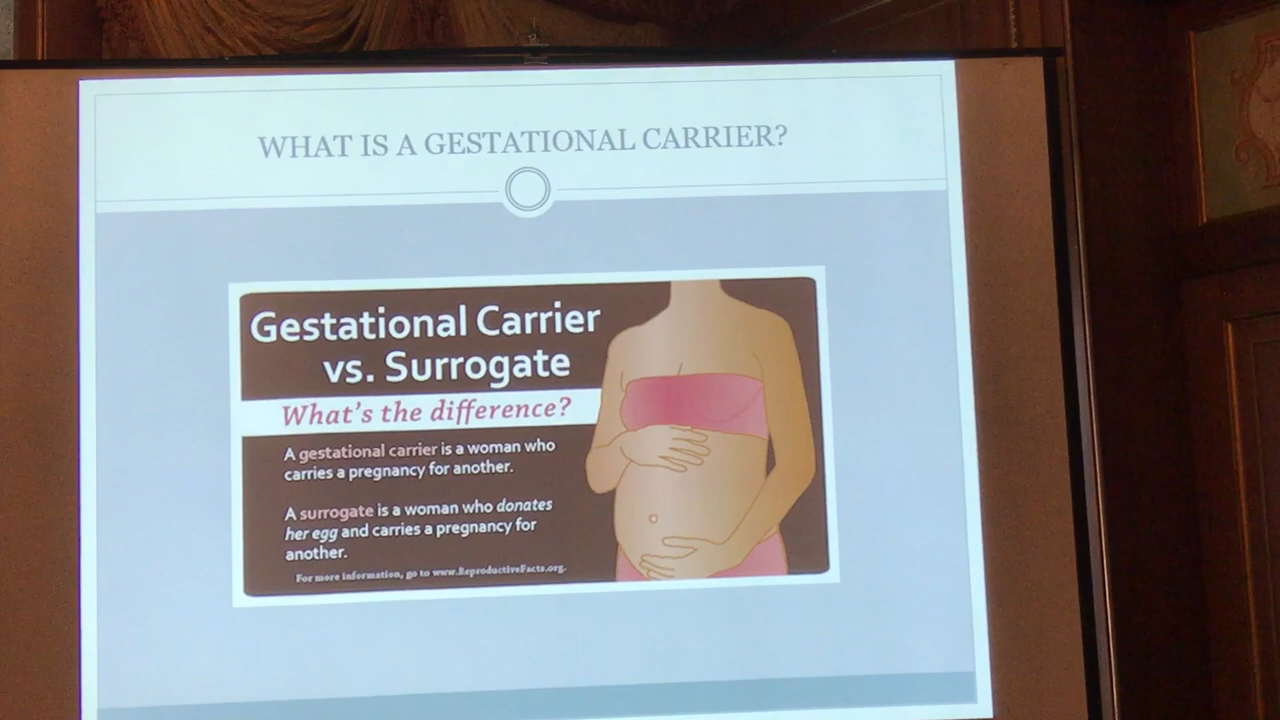 WHAT IS A GESTATIONAL CARRIER?
Gestational Carrier
vs. Surrogate
What's the difference?
A gestational carrier is a woman who
carries a pregnancy for another.
A surrogate is a woman who donates
her egg and carries a pregnancy for
another.
For more information, go to www.ReproductiveFacts.org.